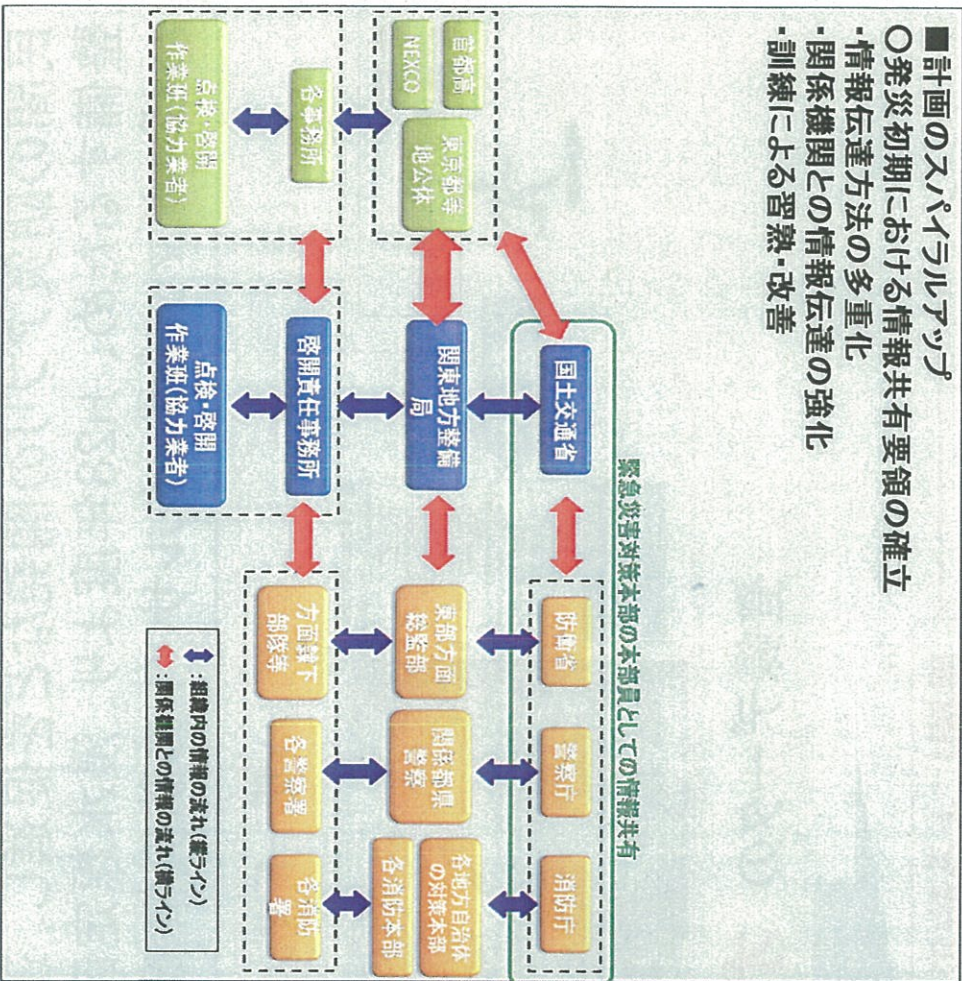 ■計画のスパイラルアップ
○発災初期における情報共有要領の確立
・情報伝達方法の多重化
・関係機関との情報伝達の強化
・訓練による習熟・改善
緊急災害対策本部の本部員としての情報共有
国土交通省
防衛省
警察庁
消防庁
首都高
NEXCO
東京都等
地公体
関東地方整備
局
東部方面
総監部
関係都県
警察
各地方自治体
の対策本部
各消防本部
各事務所
啓開責任事務所
方面隷下
部隊等
各警察署
各消防
署
点検・啓開
作業班(協力業者)
点検・啓開
作業班(協力業者)
:組織内の情報の流れ(縦ライン)
:関係機関との情報の流れ(横ライン)